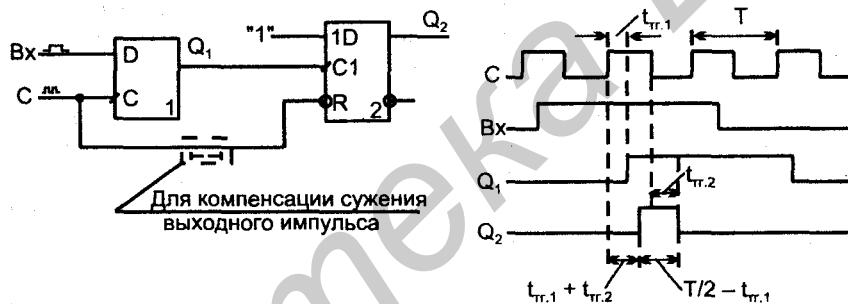 Вх
C
D
C
1
Q₁
"1"
1D
C1
R
2
Q₂
Для компенсации сужения
выходного импульса
C
Вх
Q₁
Q₂
tтг.1
T
tтг.2
tтг.1 + tтг.2
T/2 – tтг.1
тека